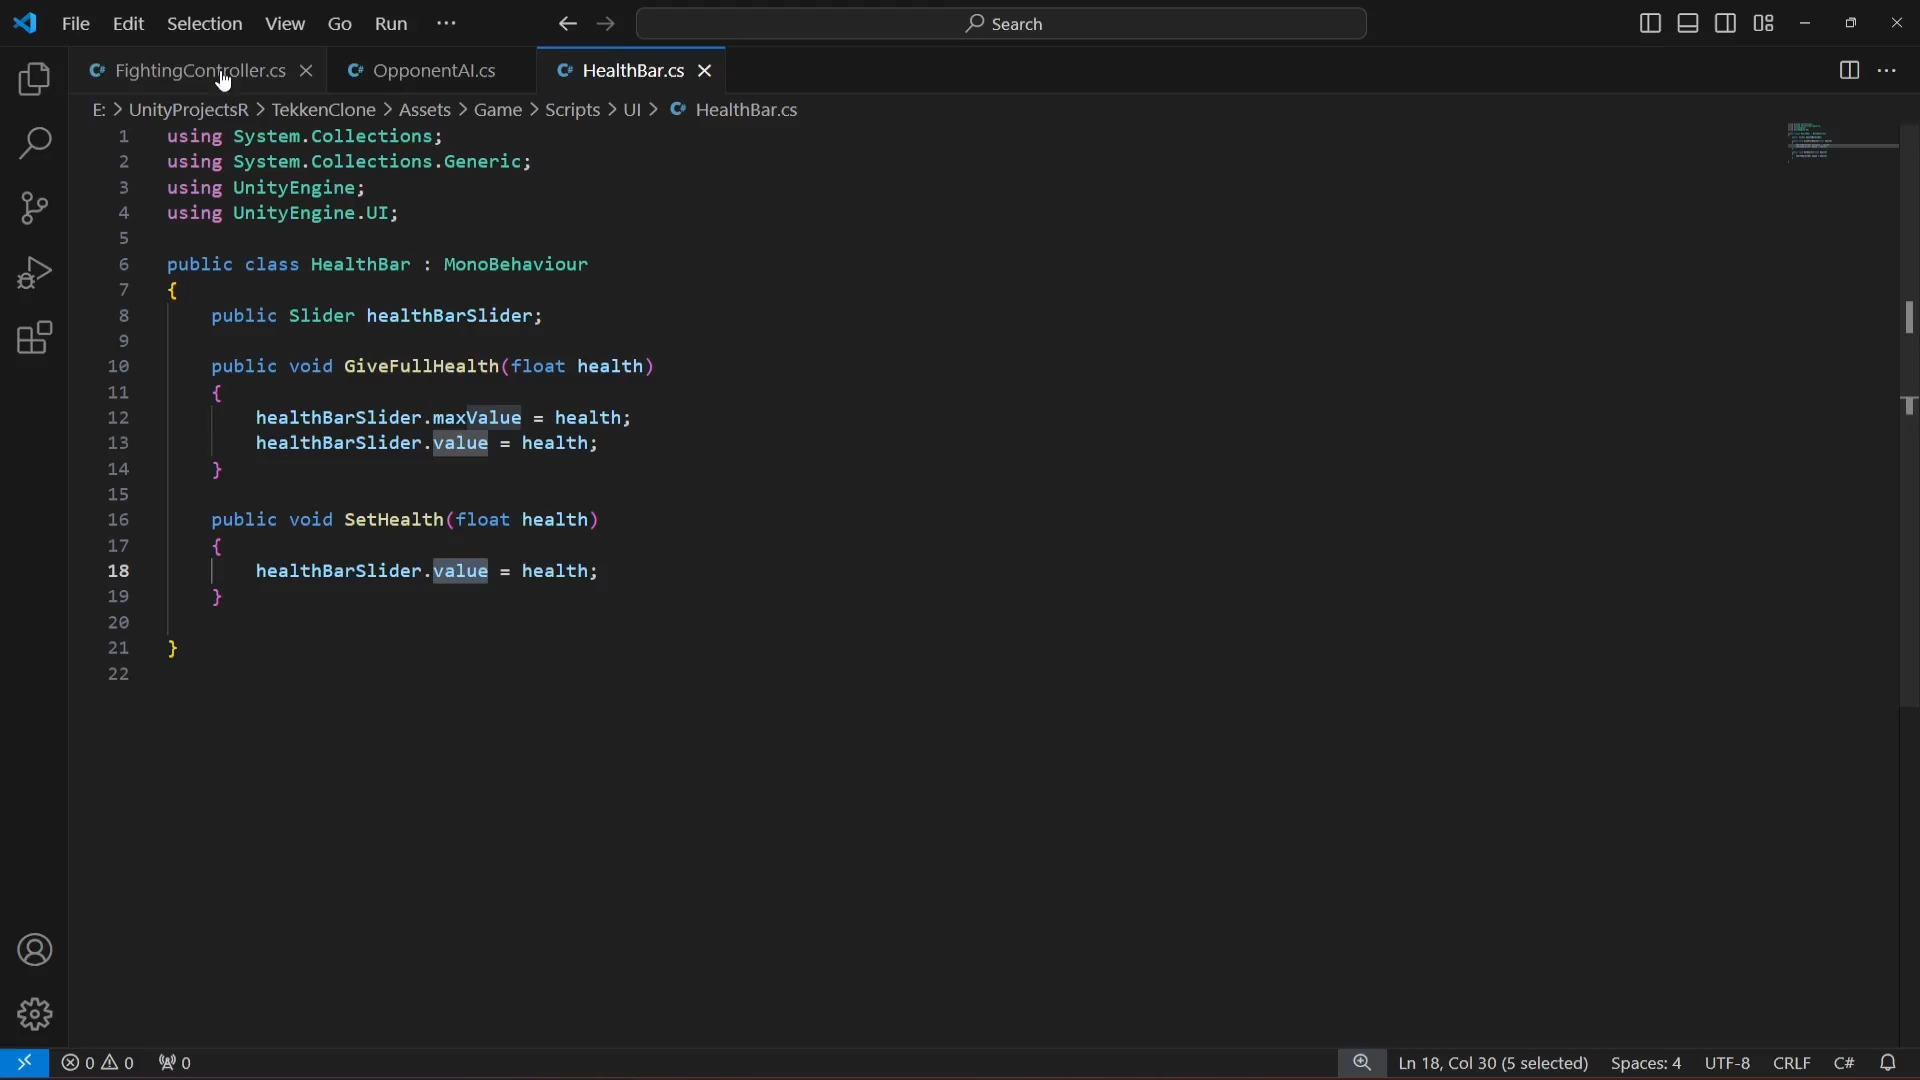 File Edit Selection View Go Run ··· Search
FightingController.cs OpponentAI.cs HealthBar.cs
E: > UnityProjectsR > TekkenClone > Assets > Game > Scripts > UI > HealthBar.cs
1 using System.Collections;
2 using System.Collections.Generic;
3 using UnityEngine;
4 using UnityEngine.UI;
5
6 public class HealthBar : MonoBehaviour
7 {
8 public Slider healthBarSlider;
9
10 public void GiveFullHealth(float health)
11 {
12 healthBarSlider.maxValue = health;
13 healthBarSlider.value = health;
14 }
15
16 public void SetHealth(float health)
17 {
18 healthBarSlider.value = health;
19 }
20
21 }
22
0 0 0 Ln 18, Col 30 (5 selected) Spaces: 4 UTF-8 CRLF C#